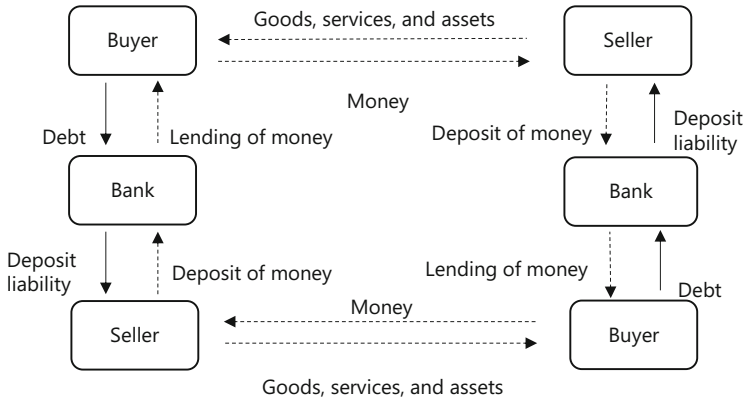 Goods, services, and assets
Buyer
Seller
Money
Debt
Lending of money
Deposit of money
Deposit
liability
Bank
Bank
Deposit
liability
Deposit of money
Lending of money
Debt
Money
Seller
Buyer
Goods, services, and assets